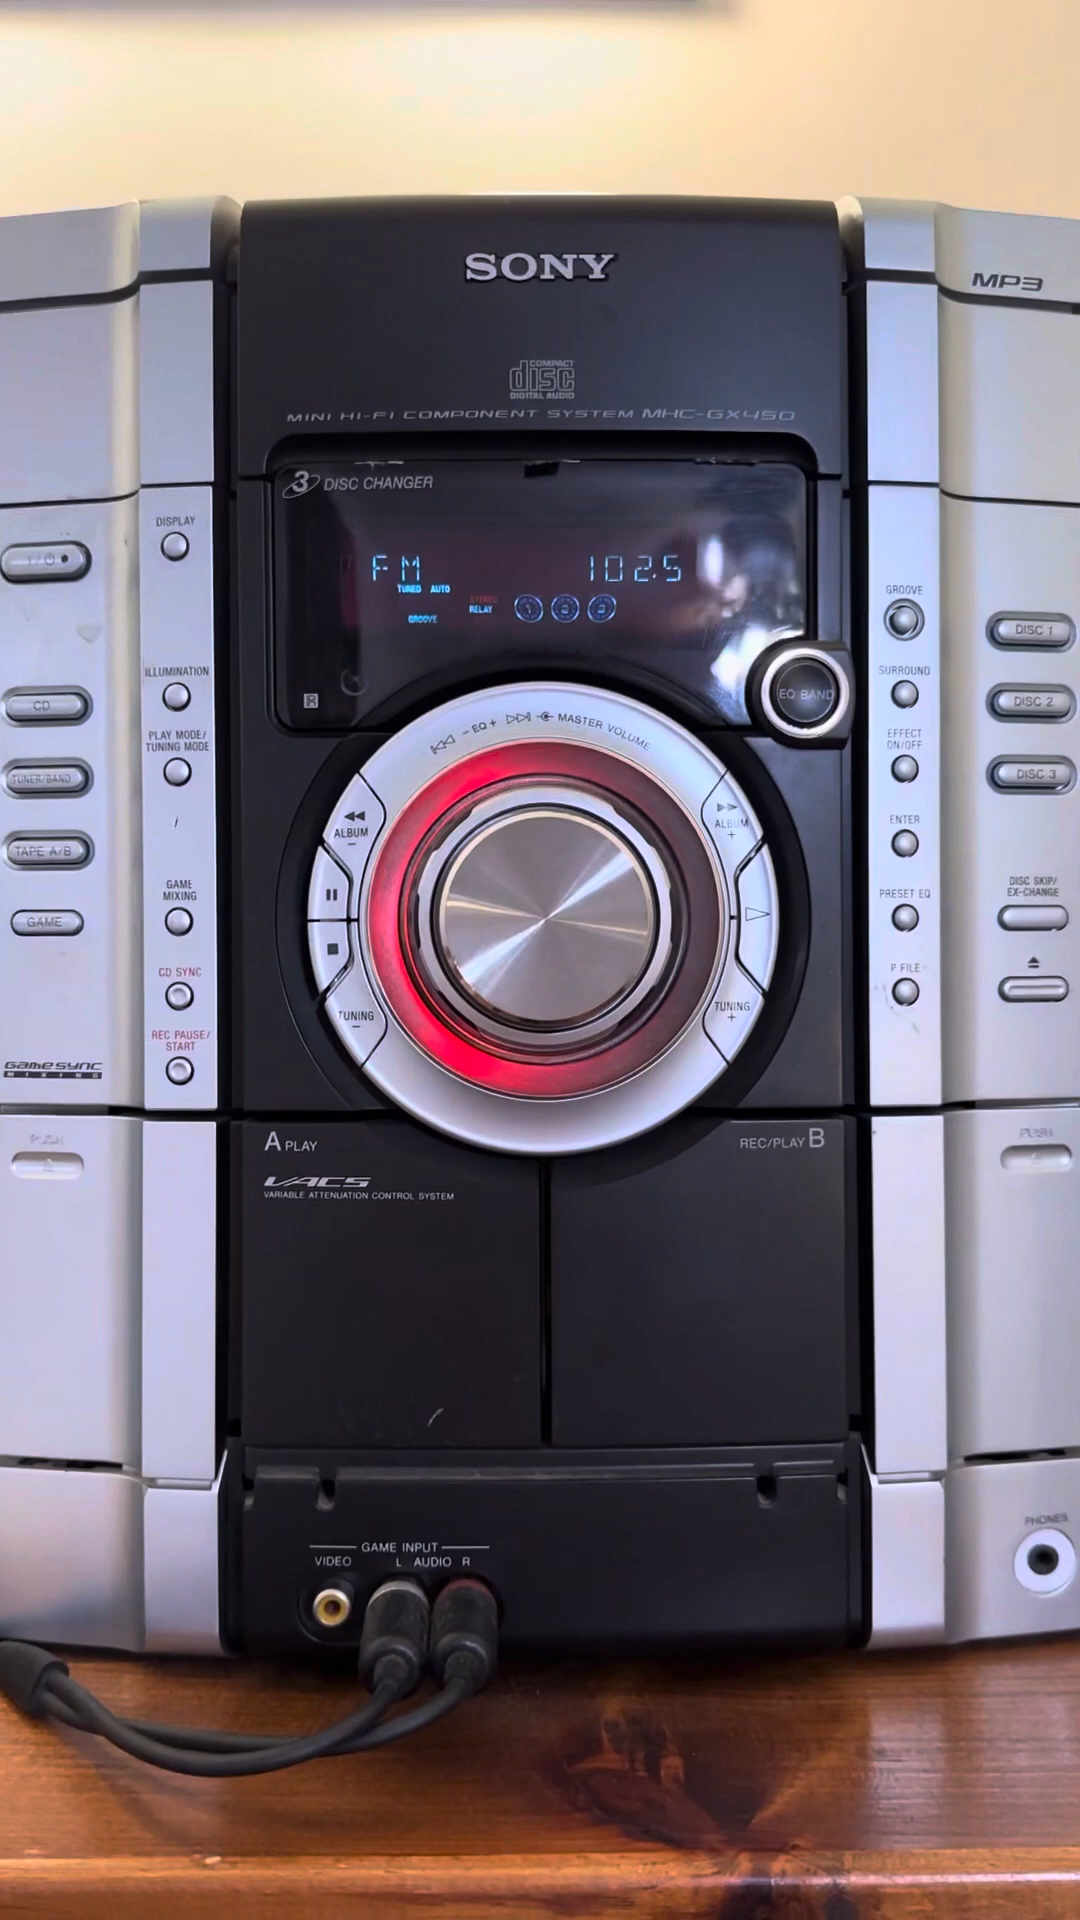 SONY
MP3
COMPACT
disc
DIGITAL AUDIO
MINI HI-FI COMPONENT SYSTEM MHC-GX450
3 DISC CHANGER
DISPLAY
FM 102.5
TUNED AUTO
STEREO
RELAY
1 2 3
GROOVE
GROOVE
DISC 1
ILLUMINATION
SURROUND
EQ BAND
CD
DISC 2
- EQ + MASTER VOLUME
PLAY MODE/
TUNING MODE
EFFECT
ON/OFF
TUNER/BAND
DISC 3
ALBUM
-
ALBUM
+
ENTER
TAPE A/B
GAME
MIXING
PRESET EQ
DISC SKIP/
EX-CHANGE
GAME
CD SYNC
P FILE
TUNING
-
TUNING
+
REC PAUSE/
START
GAMESYNC
MIXING
PUSH
A PLAY
REC/PLAY B
PUSH
VACS
VARIABLE ATTENUATION CONTROL SYSTEM
PHONES
GAME INPUT
VIDEO L AUDIO R